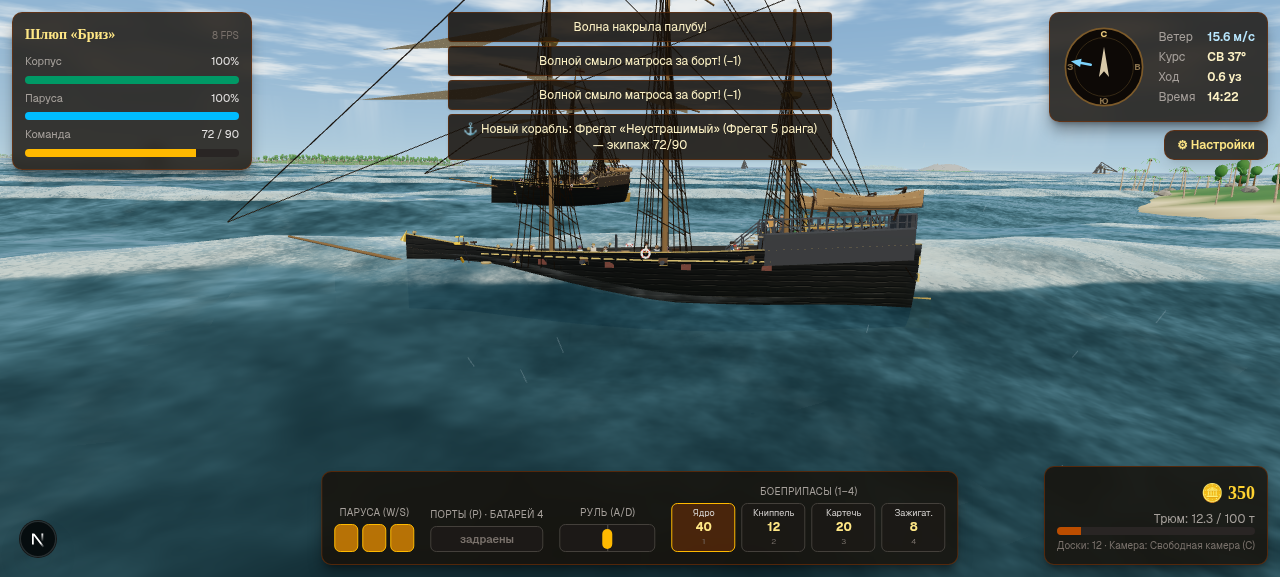 Шлюп «Бриз»
8 FPS
Корпус 100%
Паруса 100%
Команда 72 / 90
Волна накрыла палубу!
Волной смыло матроса за борт! (−1)
Волной смыло матроса за борт! (−1)
⚓ Новый корабль: Фрегат «Неустрашимый» (Фрегат 5 ранга)
— экипаж 72/90
С
З
В
Ю
Ветер 15.6 м/с
Курс СВ 37°
Ход 0.6 уз
Время 14:22
⚙ Настройки
ПАРУСА (W/S)
ПОРТЫ (P) · БАТАРЕЙ 4
задраены
РУЛЬ (A/D)
БОЕПРИПАСЫ (1–4)
Ядро
40
1
Книппель
12
2
Картечь
20
3
Зажигат.
8
4
350
Трюм: 12.3 / 100 т
Доски: 12 · Камера: Свободная камера (C)
N